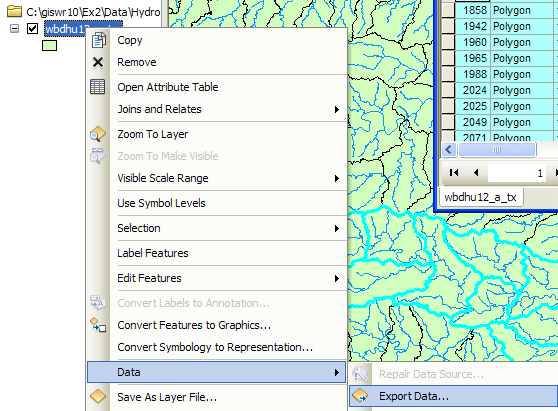 C:\giswr10\Ex2\Data\Hydro
Copy
Remove
Open Attribute Table
Joins and Relates
Zoom To Layer
Zoom To Make Visible
Visible Scale Range
Use Symbol Levels
Selection
Label Features
Edit Features
Convert Labels to Annotation...
Convert Features to Graphics...
Convert Symbology to Representation...
Data
Save As Layer File...
Repair Data Source...
Export Data...
1858 Polygon
1942 Polygon
1960 Polygon
1965 Polygon
1988 Polygon
2024 Polygon
2025 Polygon
2049 Polygon
2071 Polygon
1
wbdhu12_a_tx